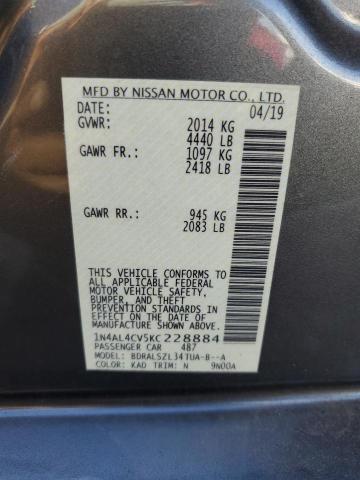 MFD BY NISSAN MOTOR CO., LTD.
DATE: 04/19
GVWR: 2014 KG
4440 LB
GAWR FR.: 1097 KG
2418 LB
GAWR RR.: 945 KG
2083 LB
THIS VEHICLE CONFORMS TO
ALL APPLICABLE FEDERAL
MOTOR VEHICLE SAFETY,
BUMPER, AND THEFT
PREVENTION STANDARDS IN
EFFECT ON THE DATE OF
MANUFACTURE SHOWN ABOVE.
1N4AL4CV5KC228884
PASSENGER CAR 487
MODEL: BDRALSZL34TUA-B--A
COLOR: KAD TRIM: N 9N00A